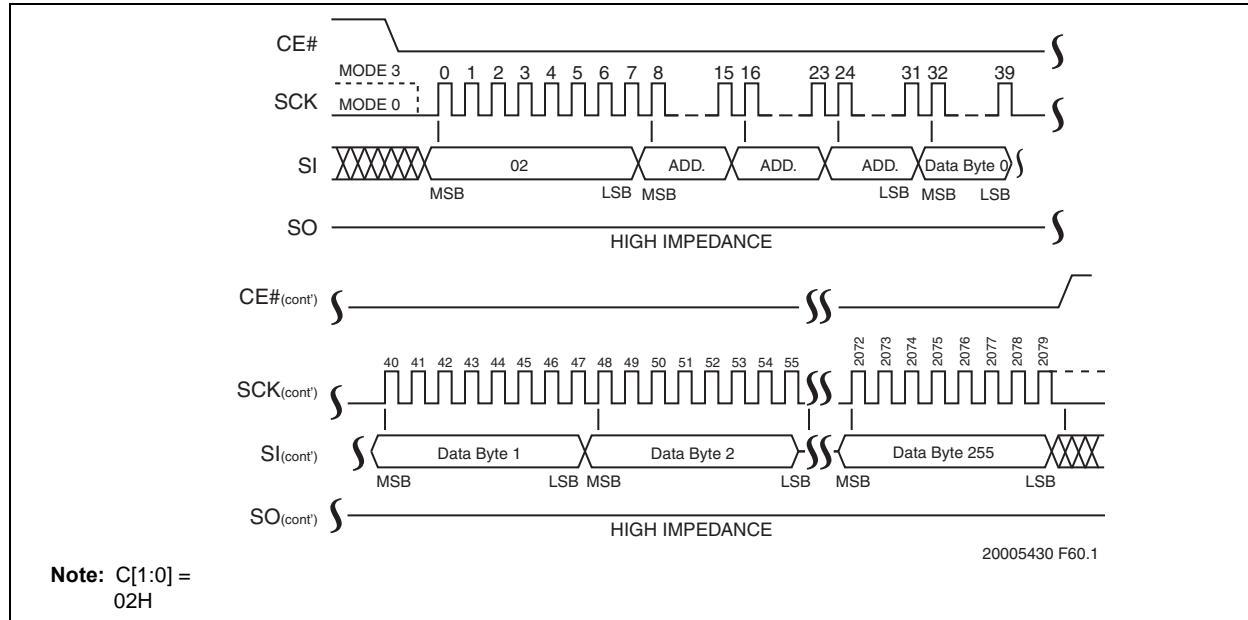 CE#
MODE 3
0 1 2 3 4 5 6 7 8 15 16 23 24 31 32 39
SCK
MODE 0
SI 02 ADD. ADD. ADD. Data Byte 0
MSB LSB MSB LSB MSB LSB
SO
HIGH IMPEDANCE
CE#(cont')
40 41 42 43 44 45 46 47 48 49 50 51 52 53 54 55 2072 2073 2074 2075 2076 2077 2078 2079
SCK(cont')
SI(cont') Data Byte 1 Data Byte 2 Data Byte 255
MSB LSB MSB LSB MSB LSB
SO(cont')
HIGH IMPEDANCE
20005430 F60.1
Note: C[1:0] =
02H